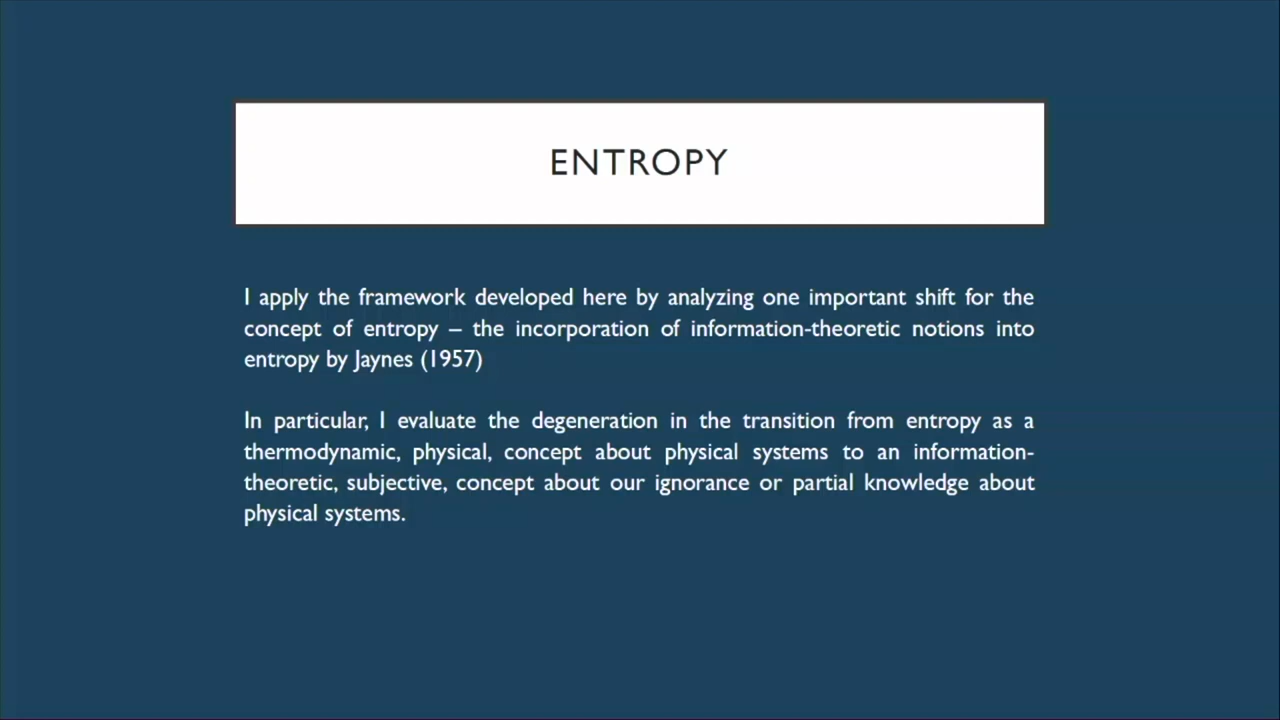 ENTROPY
I apply the framework developed here by analyzing one important shift for the
concept of entropy – the incorporation of information-theoretic notions into
entropy by Jaynes (1957)
In particular, I evaluate the degeneration in the transition from entropy as a
thermodynamic, physical, concept about physical systems to an information-
theoretic, subjective, concept about our ignorance or partial knowledge about
physical systems.